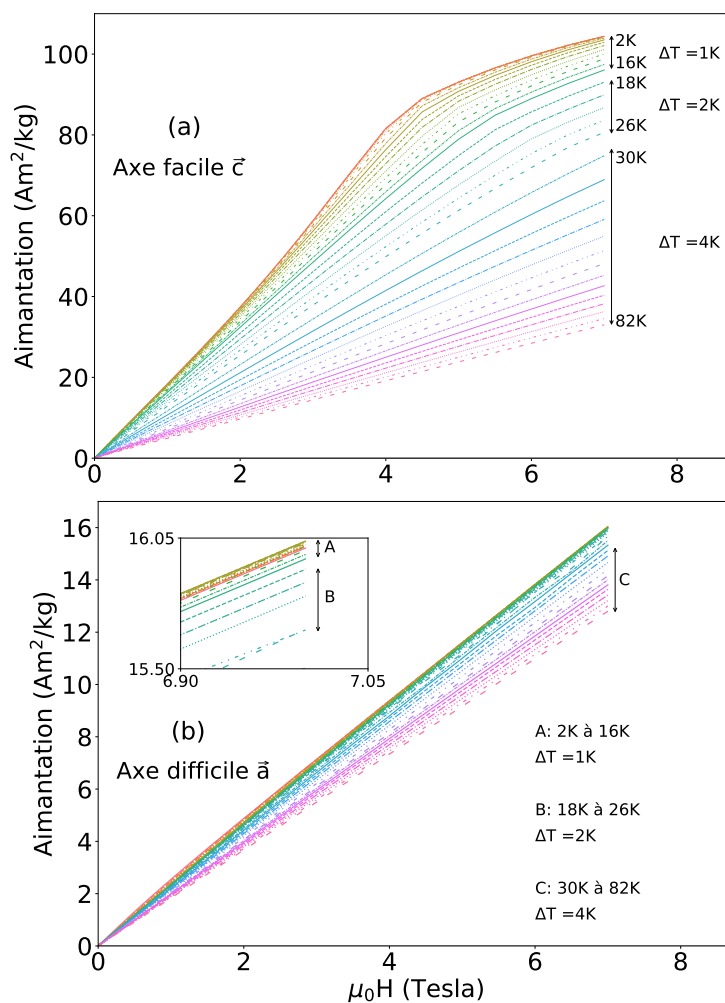 100
80
60
40
20
0
Aimantation (Am²/kg)
(a)
Axe facile c⃗
2K
16K
18K
26K
30K
82K
ΔT =1K
ΔT =2K
ΔT =4K
0
2
4
6
8
16
14
12
10
8
6
4
2
0
Aimantation (Am²/kg)
16.05
15.50
6.90
7.05
A
B
C
(b)
Axe difficile a⃗
A: 2K à 16K
ΔT =1K
B: 18K à 26K
ΔT =2K
C: 30K à 82K
ΔT =4K
0
2
4
6
8
μ₀H (Tesla)